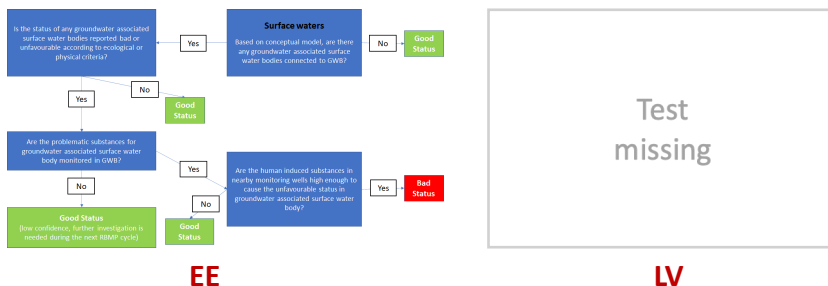 Surface waters
Based on conceptual model, are there
any groundwater associated surface
water bodies connected to GWB?
No
Good
Status
Yes
Is the status of any groundwater associated
surface water bodies reported bad or
unfavourable according to ecological or
physical criteria?
No
Good
Status
Yes
Are the problematic substances for
groundwater associated surface water
body monitored in GWB?
No
Good Status
(low confidence, further investigation is
needed during the next RBMP cycle)
Yes
Are the human induced substances in
nearby monitoring wells high enough to
cause the unfavourable status in
groundwater associated surface water
body?
No
Good
Status
Yes
Bad
Status
EE
Test
missing
LV